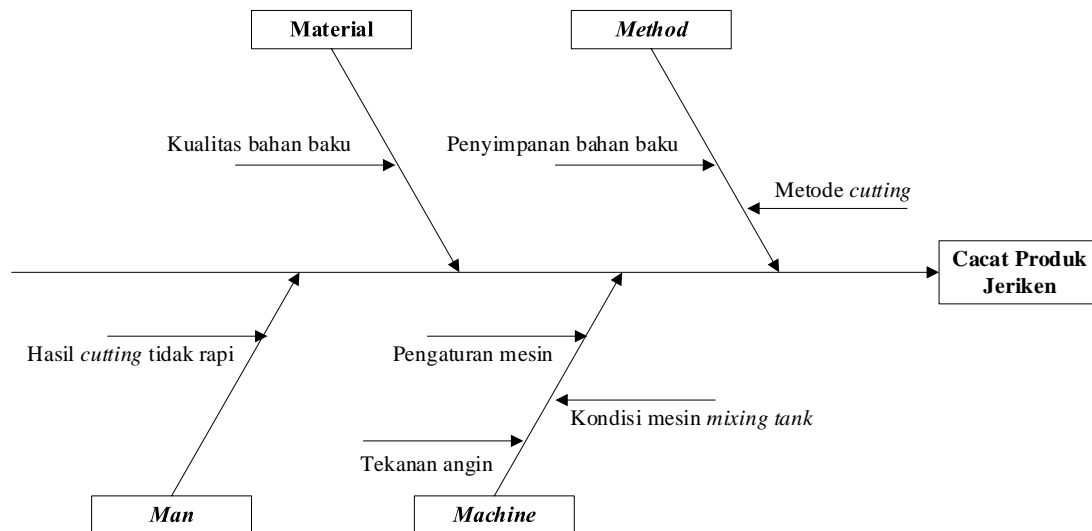 Material
Method
Kualitas bahan baku
Penyimpanan bahan baku
Metode cutting
Cacat Produk
Jeriken
Hasil cutting tidak rapi
Pengaturan mesin
Kondisi mesin mixing tank
Tekanan angin
Man
Machine